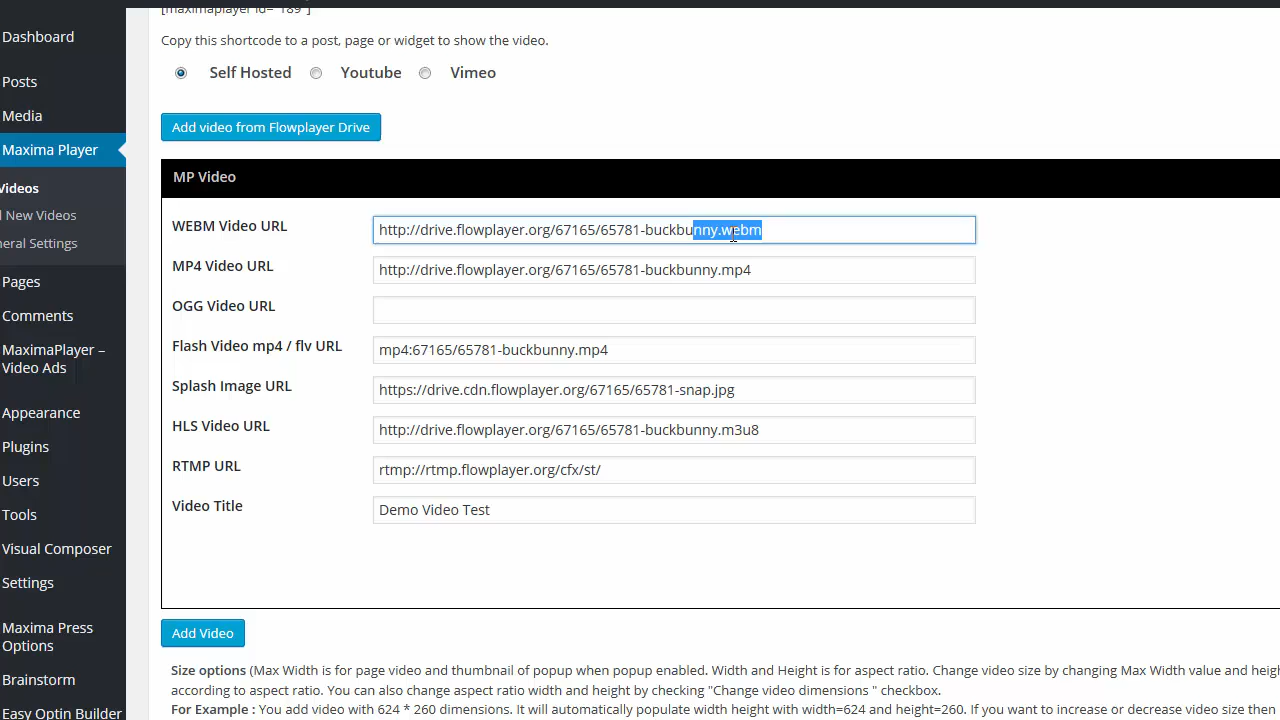 [maximaplayer id="189"]
Copy this shortcode to a post, page or widget to show the video.
Self Hosted Youtube Vimeo
Add video from Flowplayer Drive
MP Video
WEBM Video URL http://drive.flowplayer.org/67165/65781-buckbunny.webm
MP4 Video URL http://drive.flowplayer.org/67165/65781-buckbunny.mp4
OGG Video URL
Flash Video mp4 / flv URL mp4:67165/65781-buckbunny.mp4
Splash Image URL https://drive.cdn.flowplayer.org/67165/65781-snap.jpg
HLS Video URL http://drive.flowplayer.org/67165/65781-buckbunny.m3u8
RTMP URL rtmp://rtmp.flowplayer.org/cfx/st/
Video Title Demo Video Test
Add Video
Size options (Max Width is for page video and thumbnail of popup when popup enabled. Width and Height is for aspect ratio. Change video size by changing Max Width value and heig
according to aspect ratio. You can also change aspect ratio width and height by checking "Change video dimensions " checkbox.
For Example : You add video with 624 * 260 dimensions. It will automatically populate width height with width=624 and height=260. If you want to increase or decrease video size then
Dashboard
Posts
Media
Maxima Player
Videos
l New Videos
neral Settings
Pages
Comments
MaximaPlayer –
Video Ads
Appearance
Plugins
Users
Tools
Visual Composer
Settings
Maxima Press
Options
Brainstorm
Easy Optin Builder